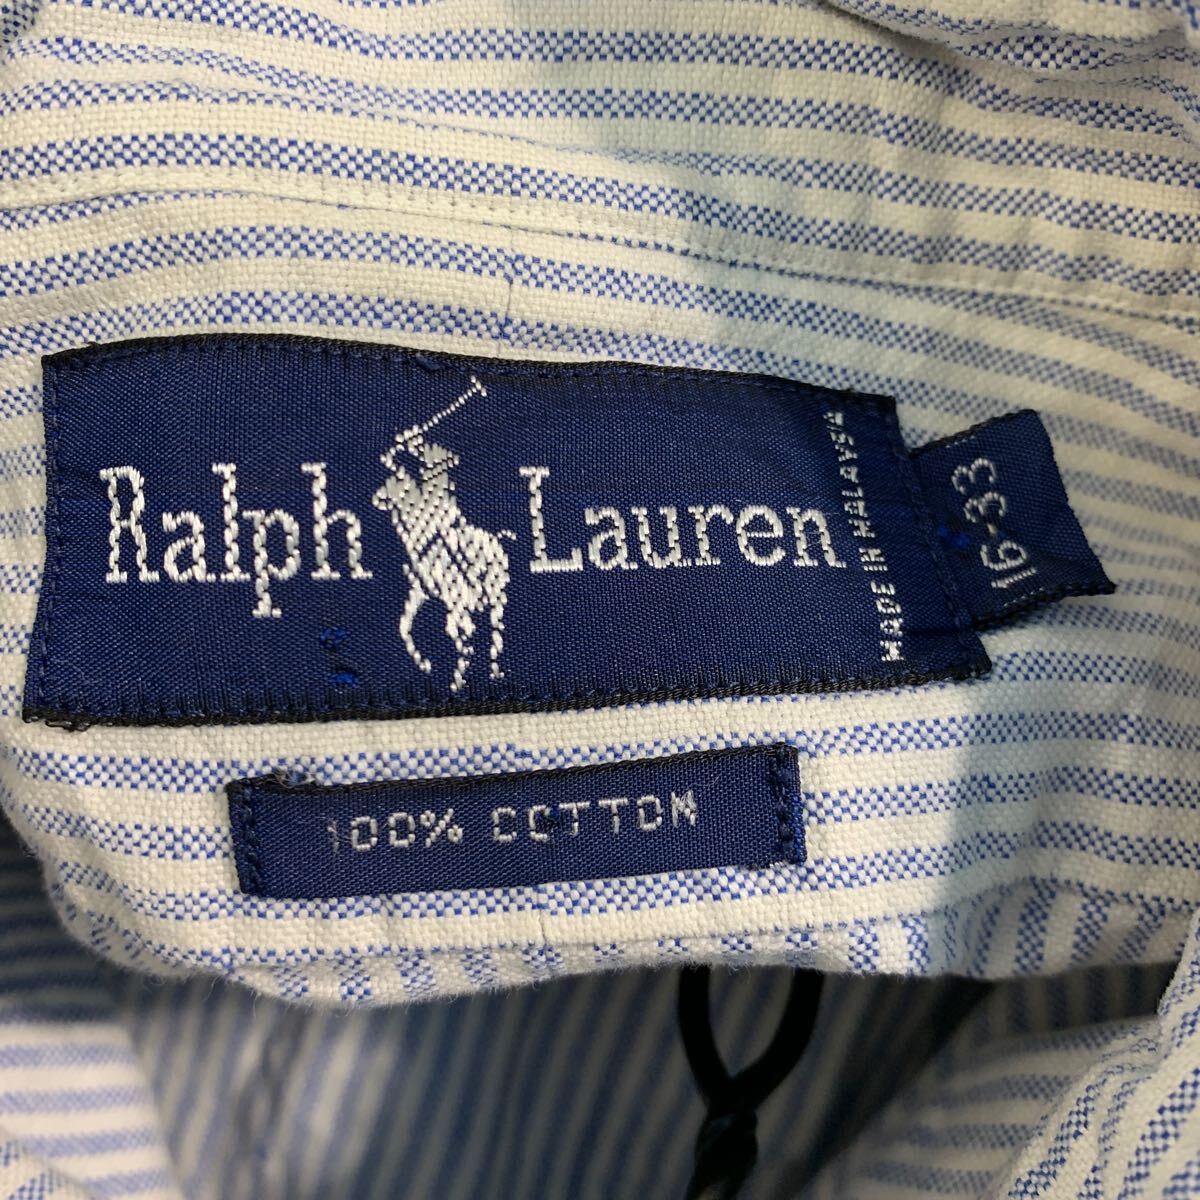 Ralph Lauren
MADE IN MALAYSIA
16-33
100% COTTON